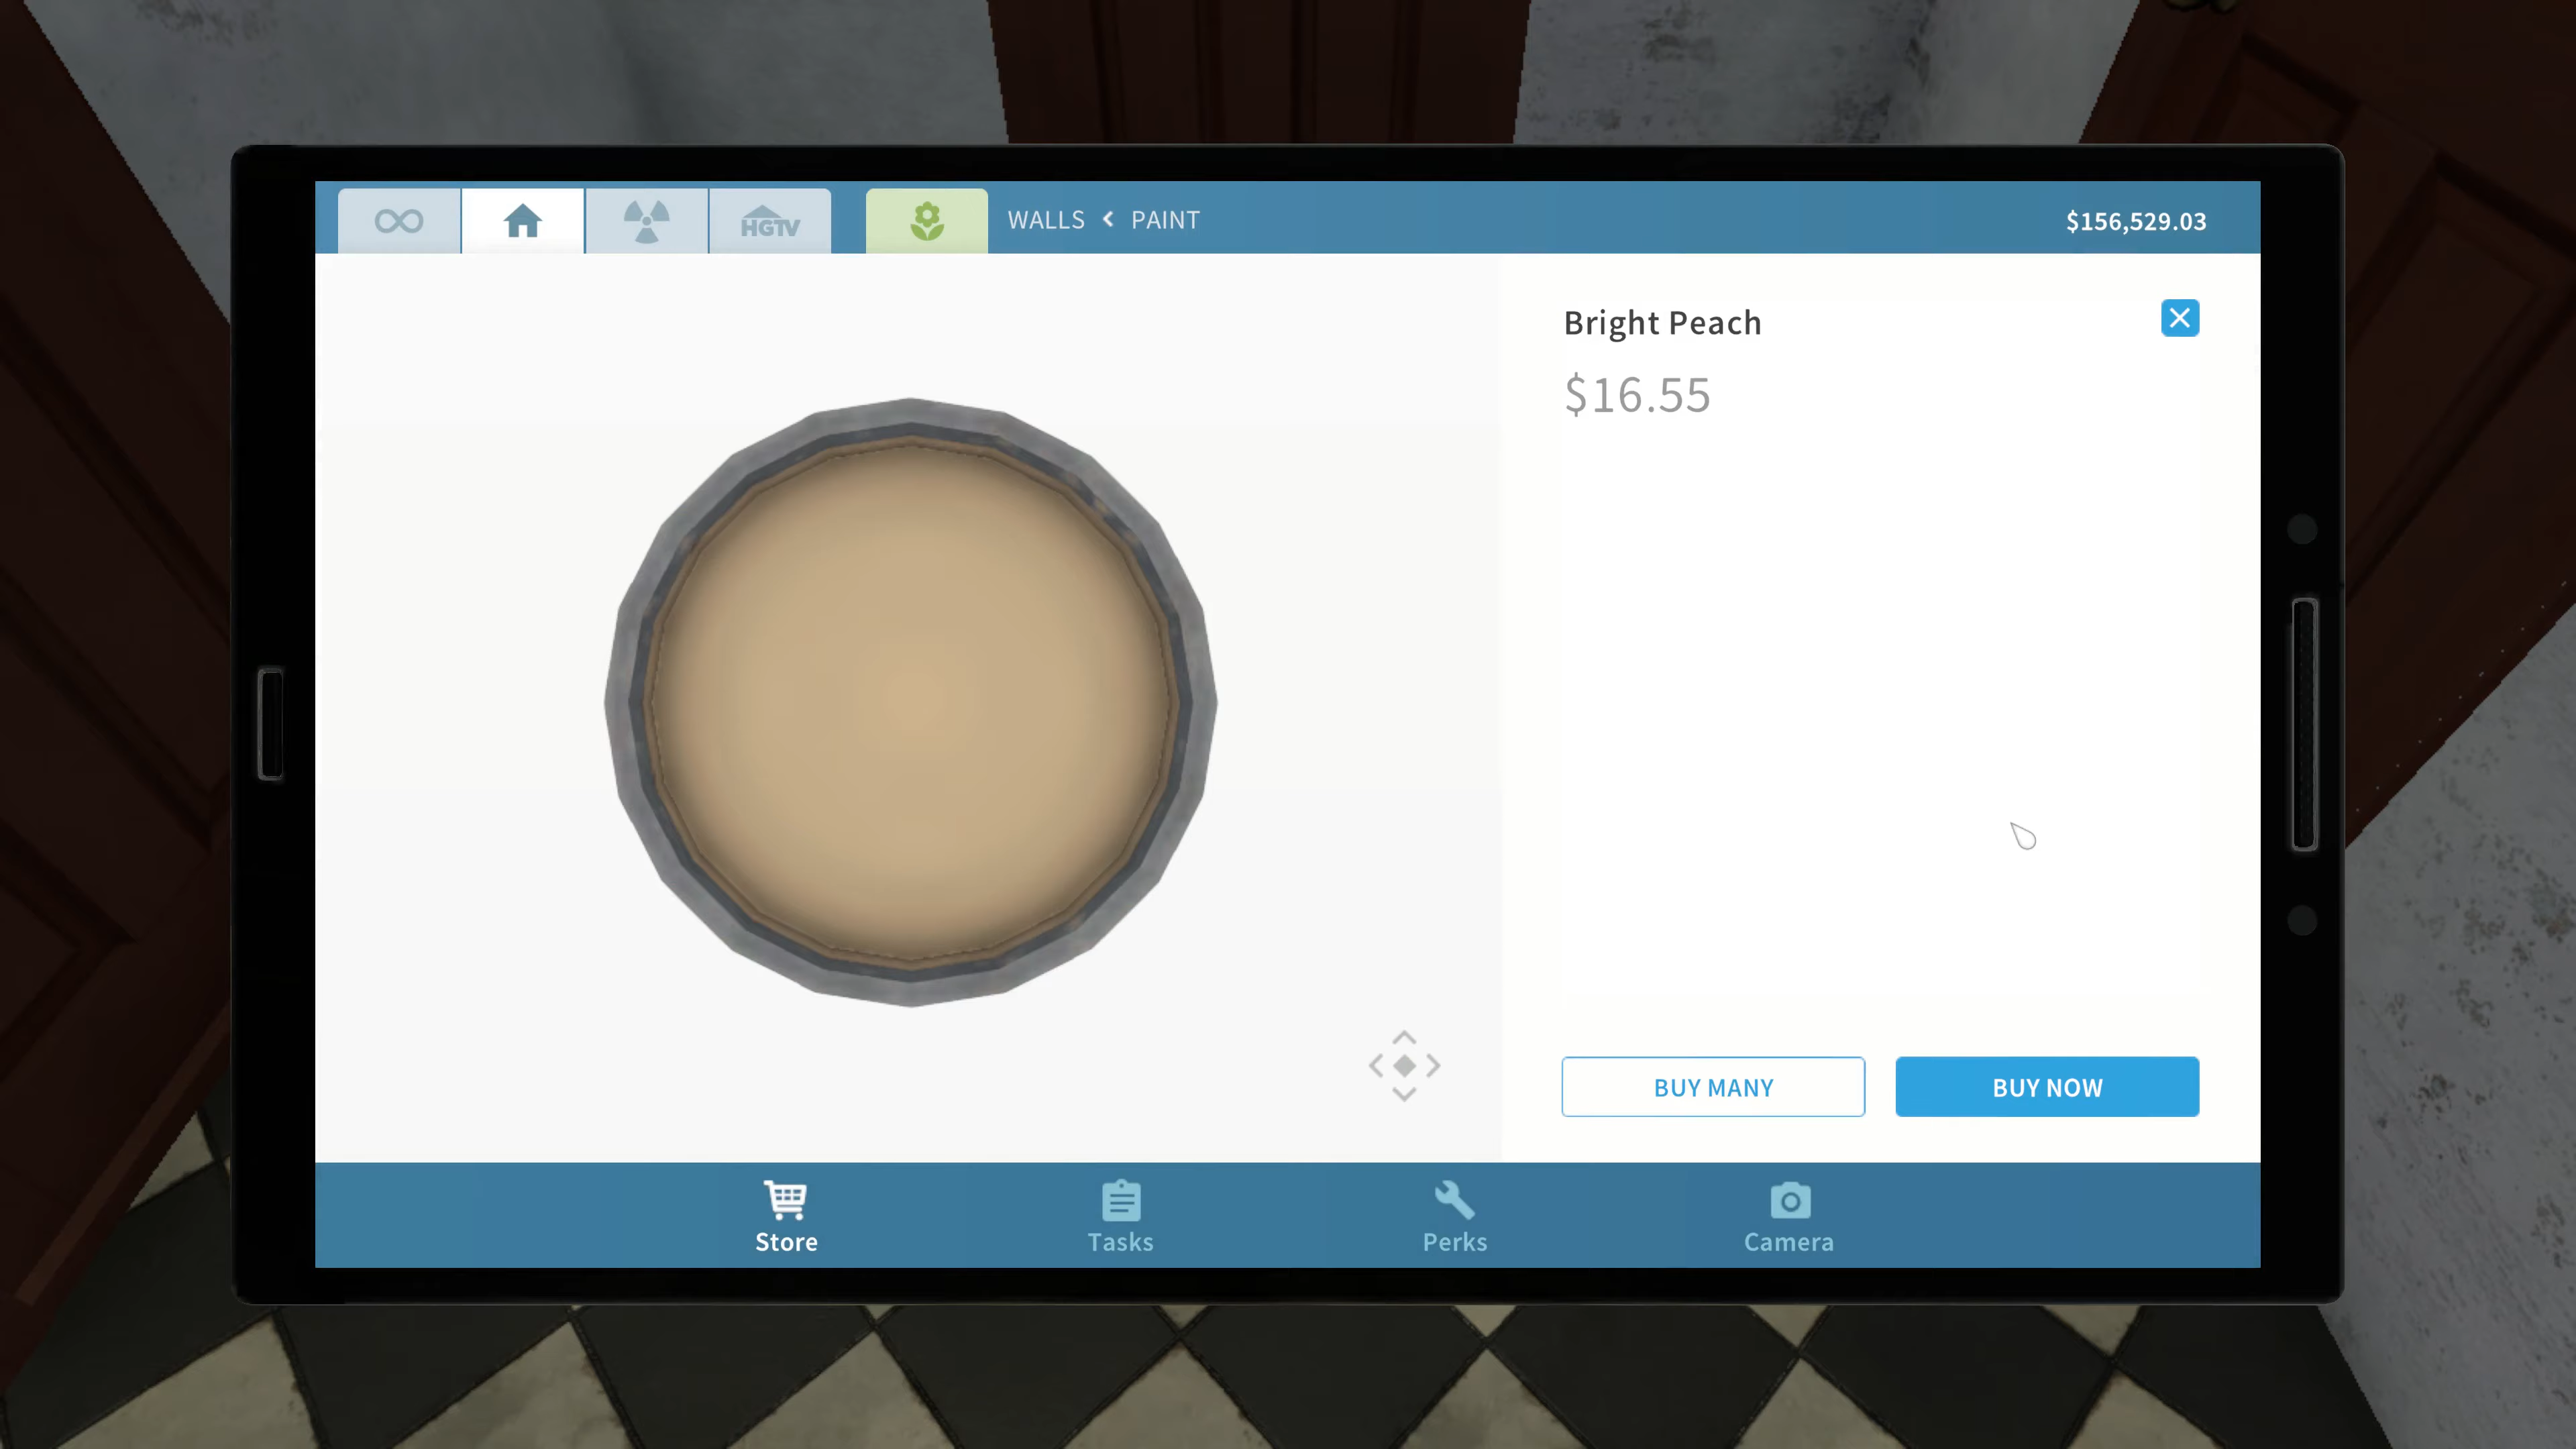 HGTV
WALLS < PAINT
$156,529.03
Bright Peach
$16.55
BUY MANY
BUY NOW
Store
Tasks
Perks
Camera